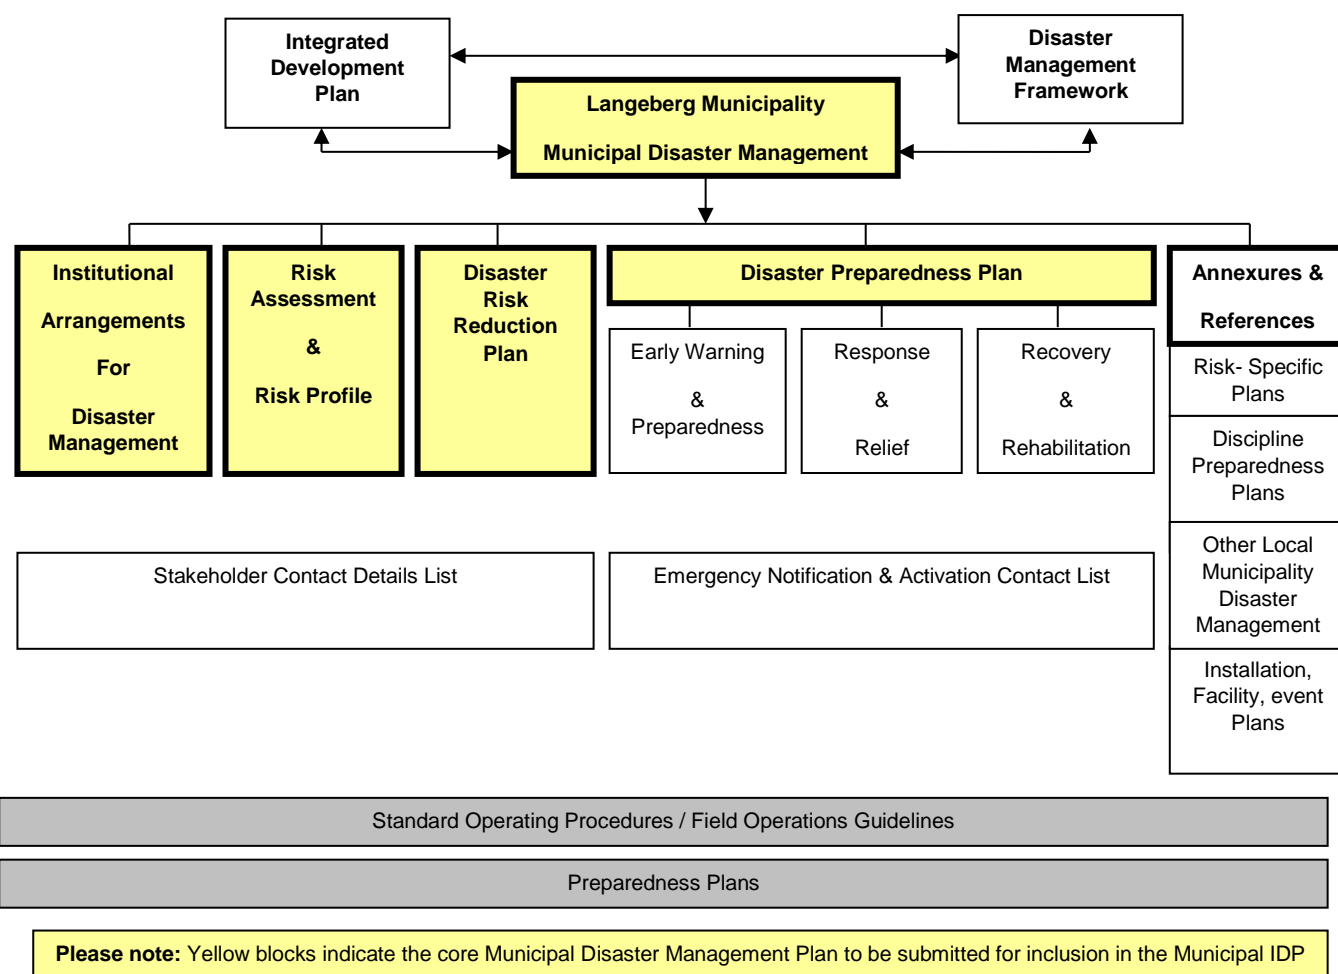 Integrated
Development
Plan
Disaster
Management
Framework
Langeberg Municipality
Municipal Disaster Management
Institutional
Arrangements
For
Disaster
Management
Risk
Assessment
&
Risk Profile
Disaster
Risk
Reduction
Plan
Disaster Preparedness Plan
Early Warning
&
Preparedness
Response
&
Relief
Recovery
&
Rehabilitation
Annexures &
References
Risk- Specific
Plans
Discipline
Preparedness
Plans
Other Local
Municipality
Disaster
Management
Installation,
Facility, event
Plans
Stakeholder Contact Details List
Emergency Notification & Activation Contact List
Standard Operating Procedures / Field Operations Guidelines
Preparedness Plans
Please note: Yellow blocks indicate the core Municipal Disaster Management Plan to be submitted for inclusion in the Municipal IDP